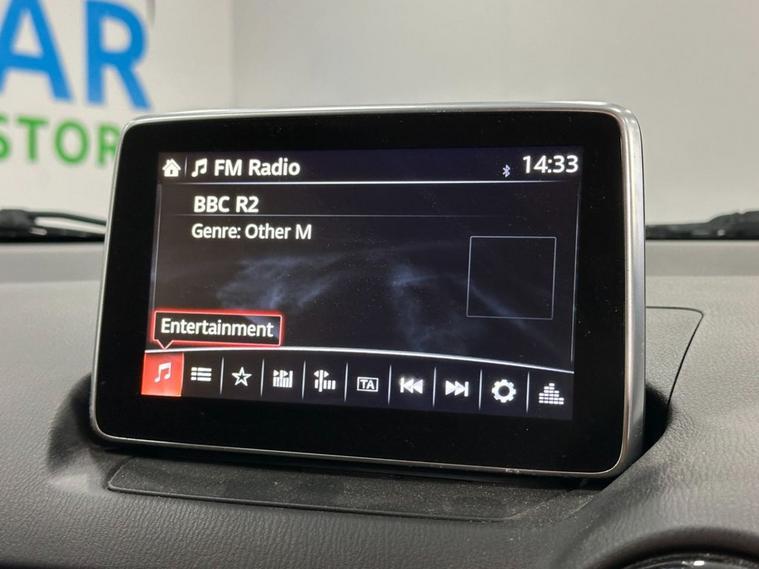 AR
STOR
FM Radio
14:33
BBC R2
Genre: Other M
Entertainment
TA